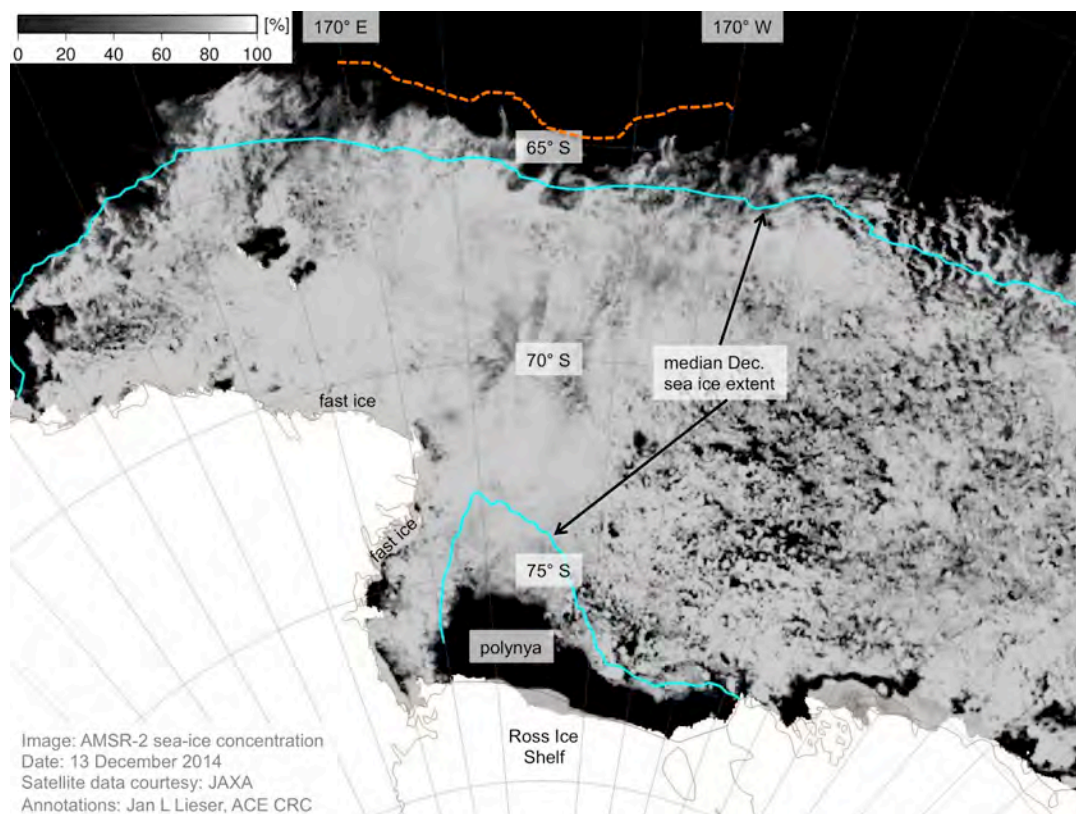 [%]
0 20 40 60 80 100
170° E
170° W
65° S
70° S
median Dec.
sea ice extent
fast ice
fast ice
75° S
polynya
Ross Ice
Shelf
Image: AMSR-2 sea-ice concentration
Date: 13 December 2014
Satellite data courtesy: JAXA
Annotations: Jan L Lieser, ACE CRC